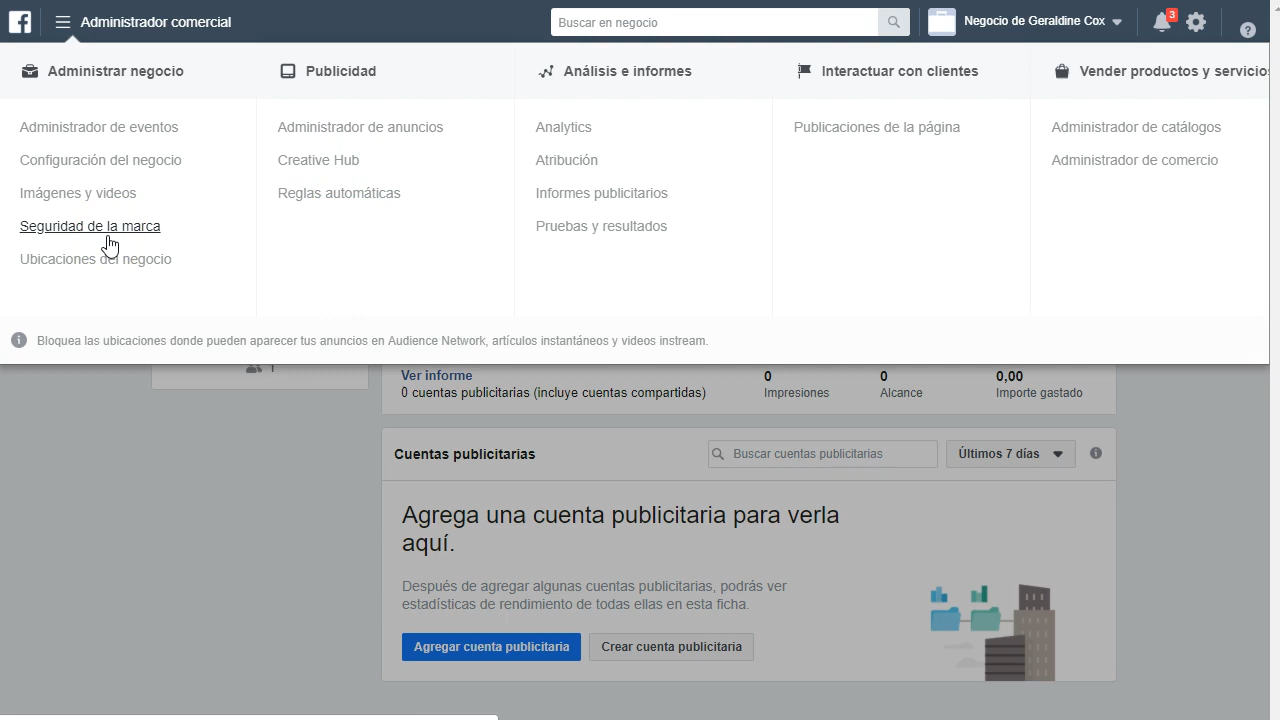 Administrador comercial
Buscar en negocio
Negocio de Geraldine Cox
3
Administrar negocio
Publicidad
Análisis e informes
Interactuar con clientes
Vender productos y servicios
Administrador de eventos
Administrador de anuncios
Analytics
Publicaciones de la página
Administrador de catálogos
Configuración del negocio
Creative Hub
Atribución
Administrador de comercio
Imágenes y videos
Reglas automáticas
Informes publicitarios
Seguridad de la marca
Pruebas y resultados
Ubicaciones del negocio
Bloquea las ubicaciones donde pueden aparecer tus anuncios en Audience Network, artículos instantáneos y videos instream.
1
Ver informe
0 cuentas publicitarias (incluye cuentas compartidas)
0
Impresiones
0
Alcance
0,00
Importe gastado
Cuentas publicitarias
Buscar cuentas publicitarias
Últimos 7 días
Agrega una cuenta publicitaria para verla
aquí.
Después de agregar algunas cuentas publicitarias, podrás ver
estadísticas de rendimiento de todas ellas en esta ficha.
Agregar cuenta publicitaria
Crear cuenta publicitaria